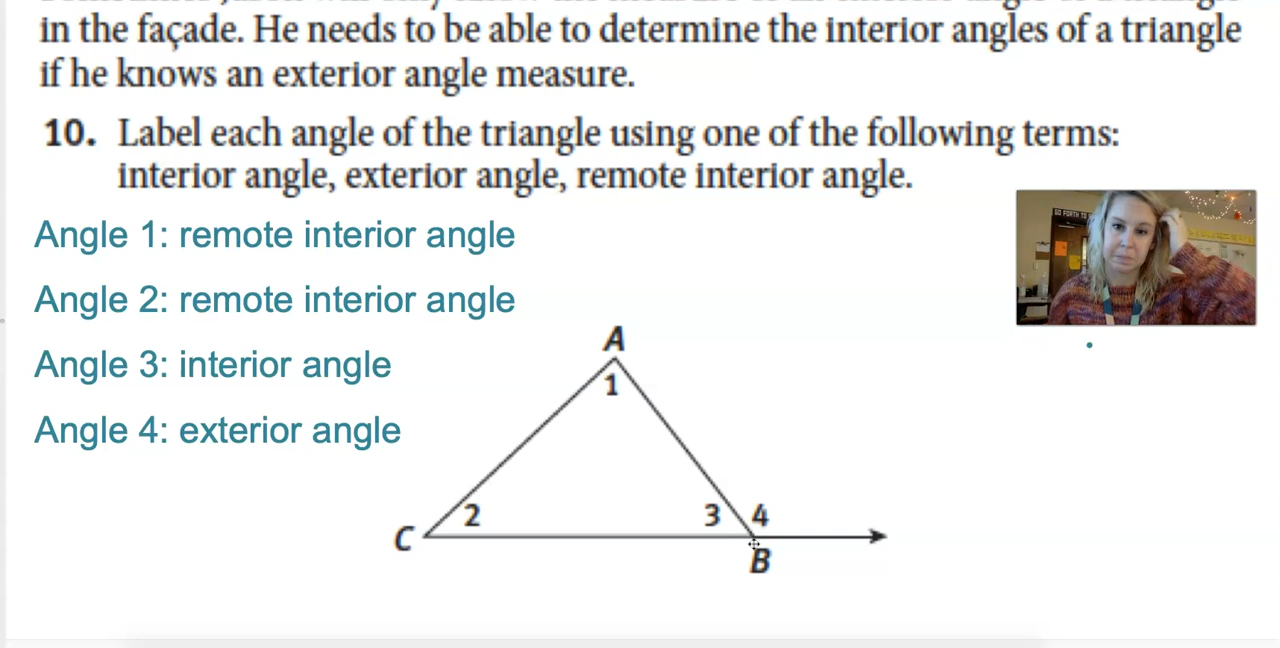 in the façade. He needs to be able to determine the interior angles of a triangle
if he knows an exterior angle measure.
10. Label each angle of the triangle using one of the following terms:
interior angle, exterior angle, remote interior angle.
Angle 1: remote interior angle
Angle 2: remote interior angle
Angle 3: interior angle
Angle 4: exterior angle
A
1
2
3
4
C
B
GO FORTH TO